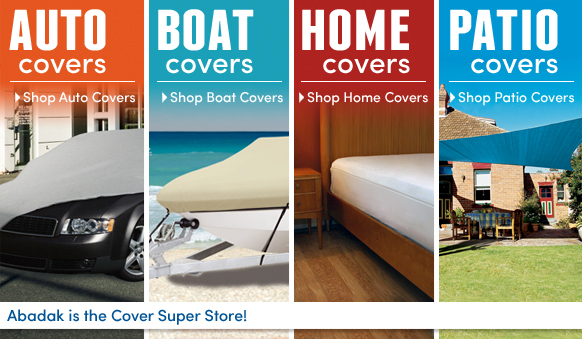 AUTO
covers
Shop Auto Covers
BOAT
covers
Shop Boat Covers
HOME
covers
Shop Home Covers
PATIO
covers
Shop Patio Covers
Abadak is the Cover Super Store!